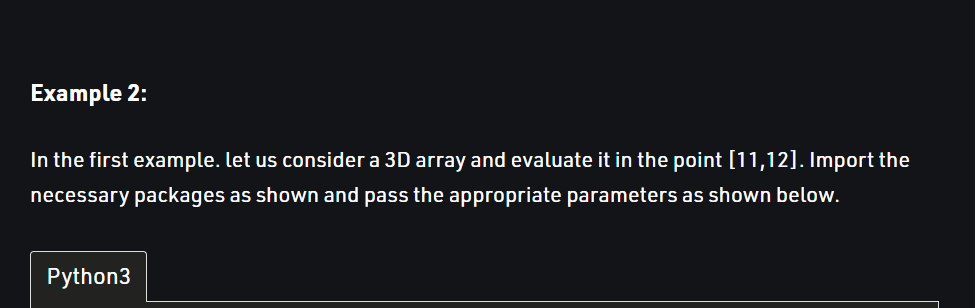 Example 2:
In the first example. let us consider a 3D array and evaluate it in the point [11,12]. Import the
necessary packages as shown and pass the appropriate parameters as shown below.
Python3